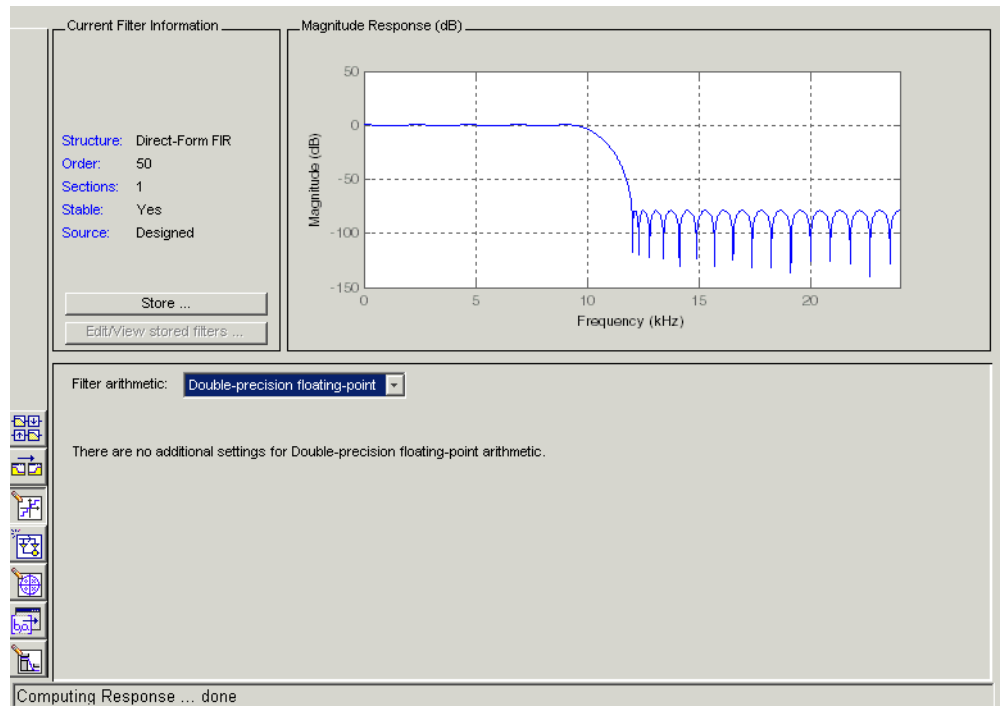 Current Filter Information
Structure: Direct-Form FIR
Order: 50
Sections: 1
Stable: Yes
Source: Designed
Store ...
Edit/View stored filters ...
Magnitude Response (dB)
50
0
-50
-100
-150
Magnitude (dB)
0 5 10 15 20
Frequency (kHz)
Filter arithmetic: Double-precision floating-point
There are no additional settings for Double-precision floating-point arithmetic.
[b,a]
Computing Response ... done